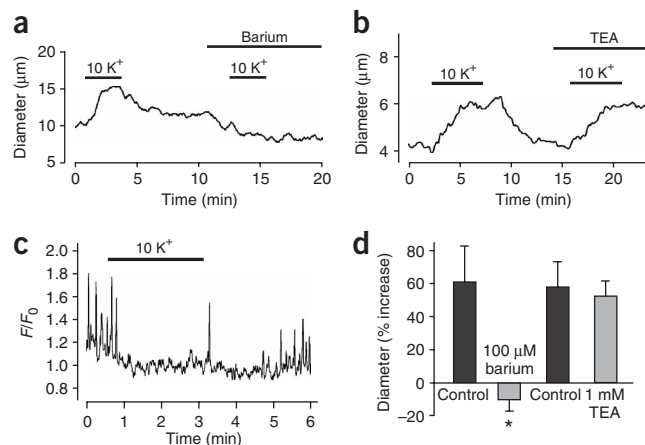 a
Barium
10 K+
10 K+
Diameter (μm)
20
15
10
5
0
5
10
15
20
Time (min)
b
TEA
10 K+
10 K+
Diameter (μm)
8
6
4
0
5
10
15
20
Time (min)
c
10 K+
F/F0
2.0
1.8
1.6
1.4
1.2
1.0
0.8
0
1
2
3
4
5
6
Time (min)
d
Diameter (% increase)
80
60
40
20
0
–20
100 μM
barium
Control
Control
1 mM
TEA
*